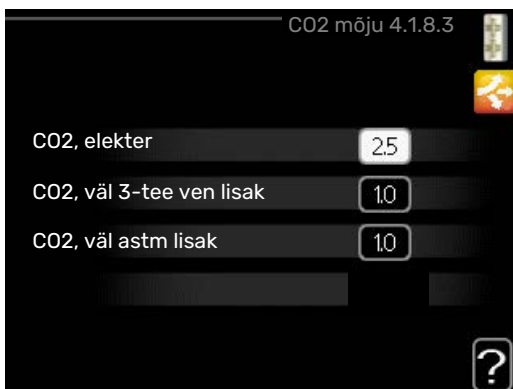 CO2 mõju 4.1.8.3
CO2, elekter 2.5
CO2, väl 3-tee ven lisak 1.0
CO2, väl astm lisak 1.0
?